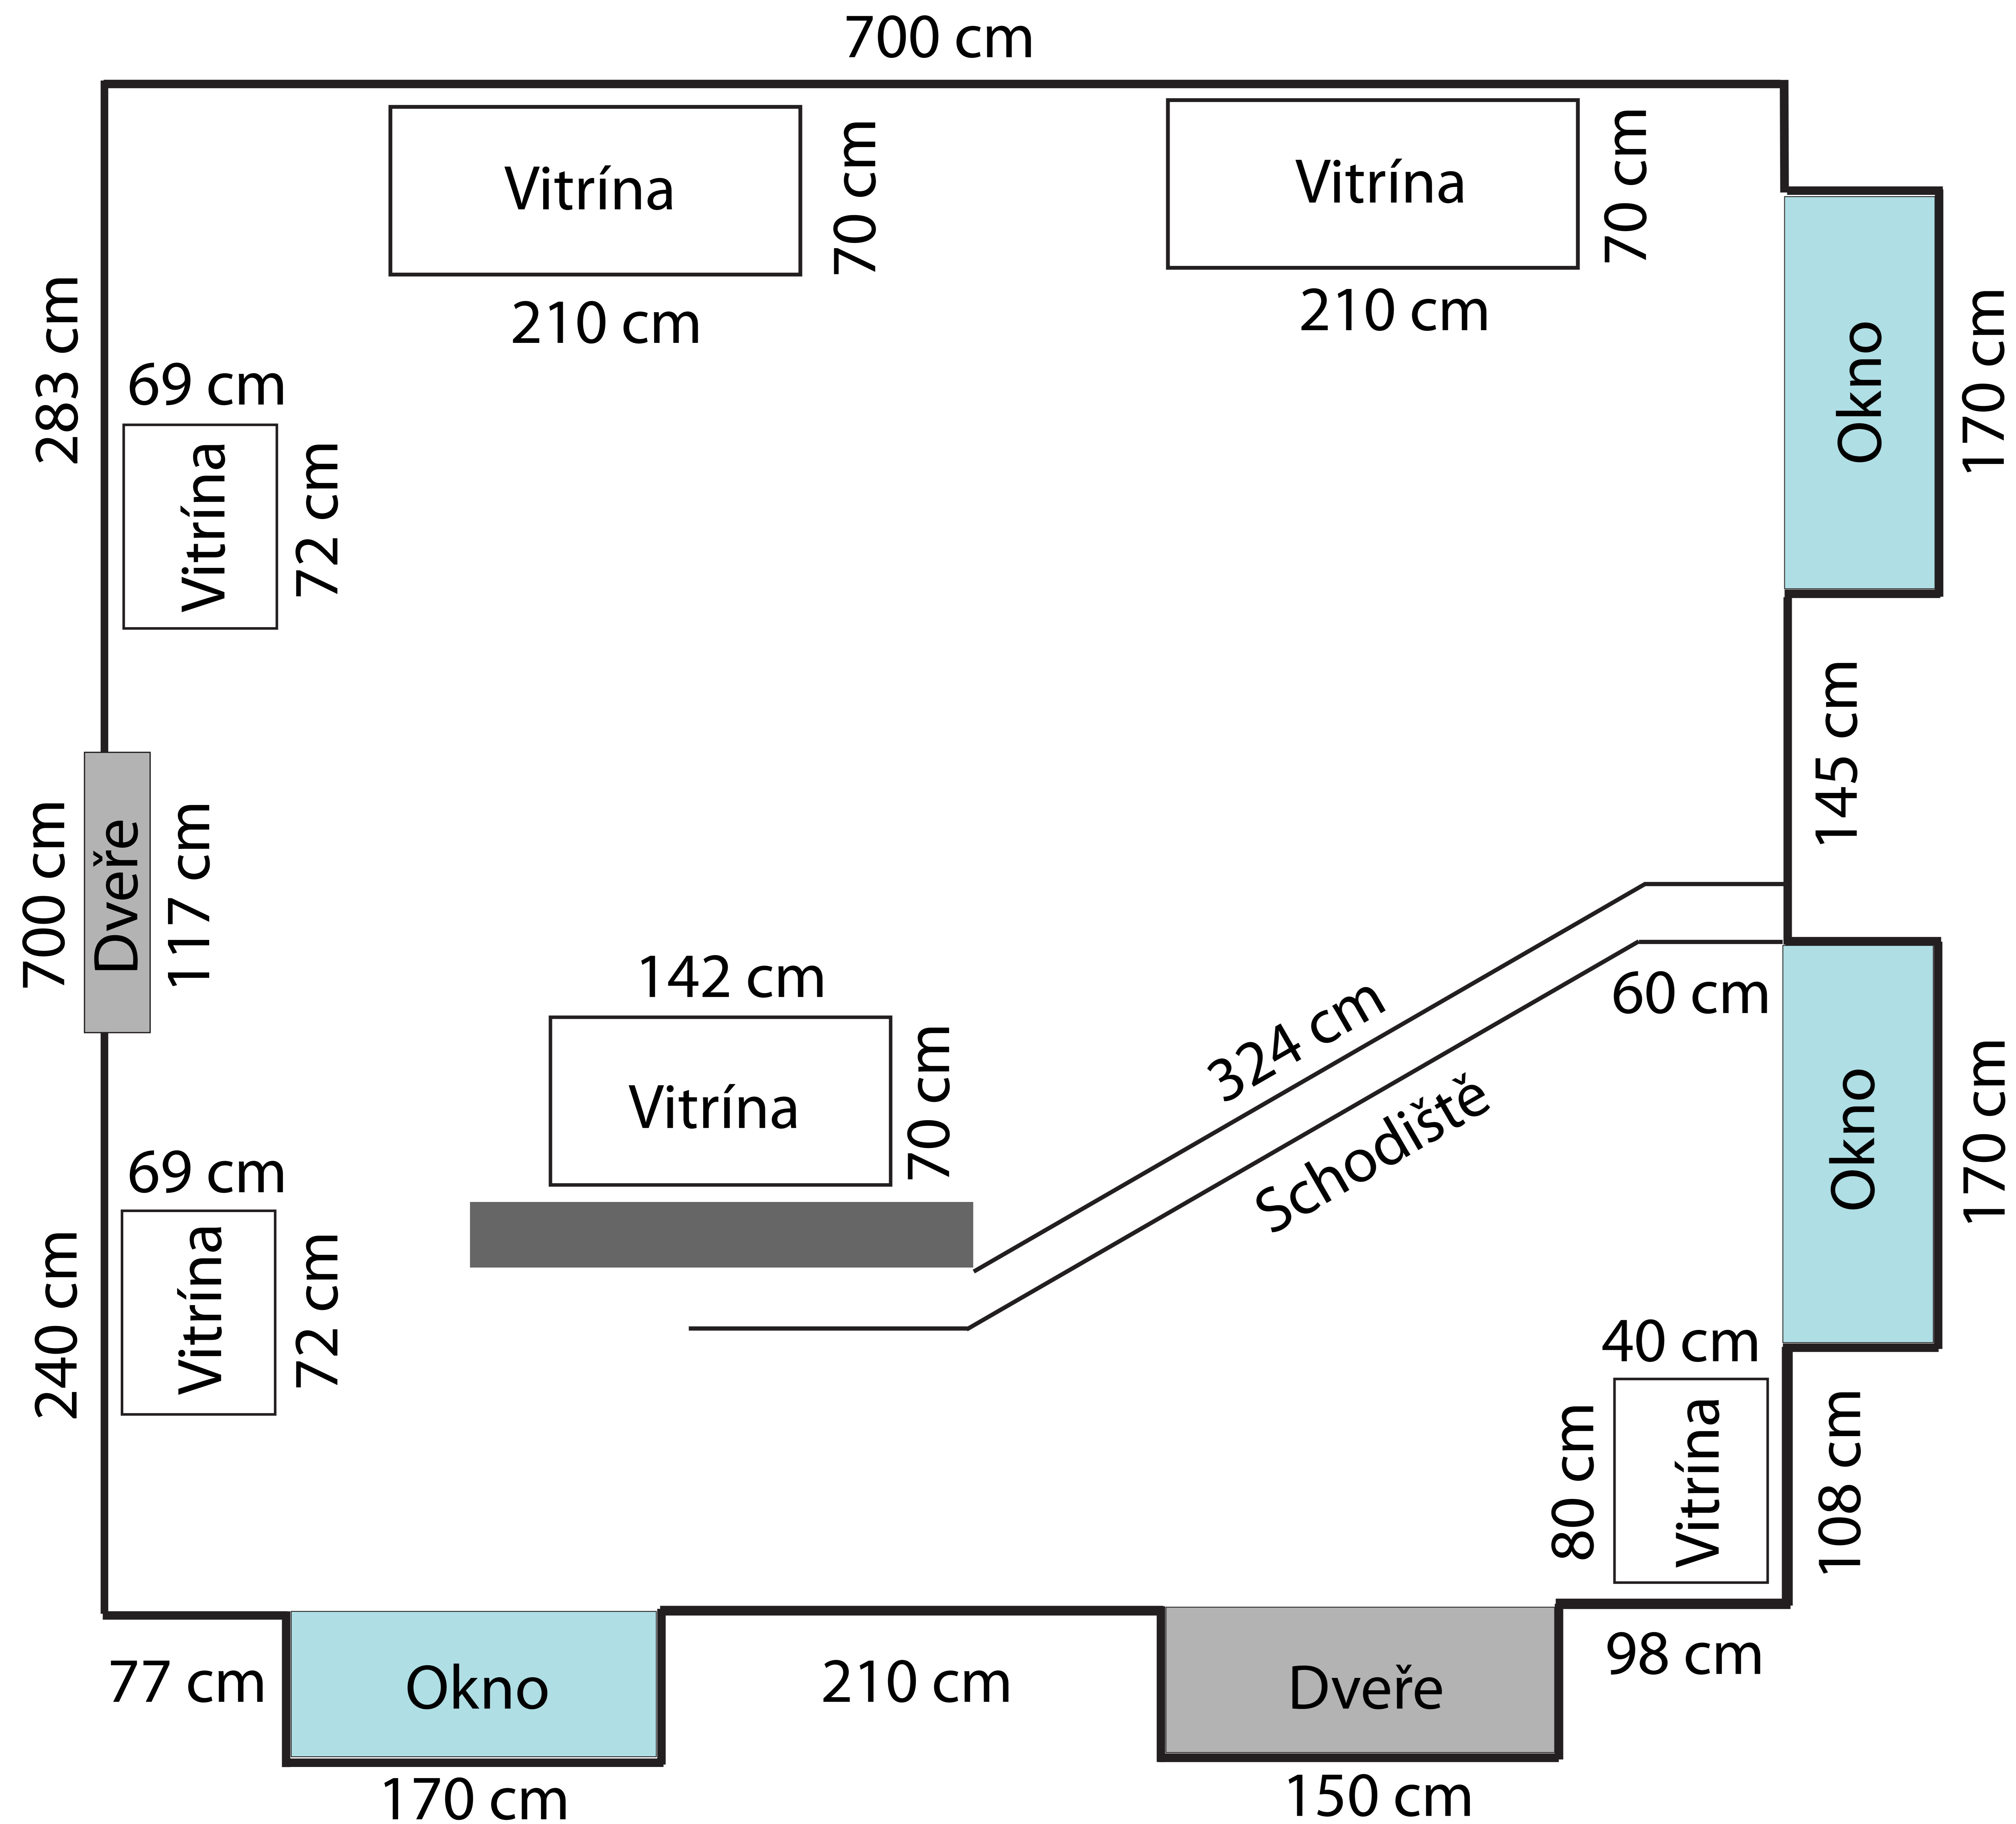 700 cm
Vitrína
70 cm
210 cm
Vitrína
70 cm
210 cm
283 cm
69 cm
Vitrína
72 cm
Okno
170 cm
145 cm
700 cm
Dveře
117 cm
142 cm
Vitrína
70 cm
324 cm
Schodiště
60 cm
Okno
170 cm
69 cm
240 cm
Vitrína
72 cm
40 cm
80 cm
Vitrína
108 cm
77 cm
Okno
170 cm
210 cm
Dveře
150 cm
98 cm